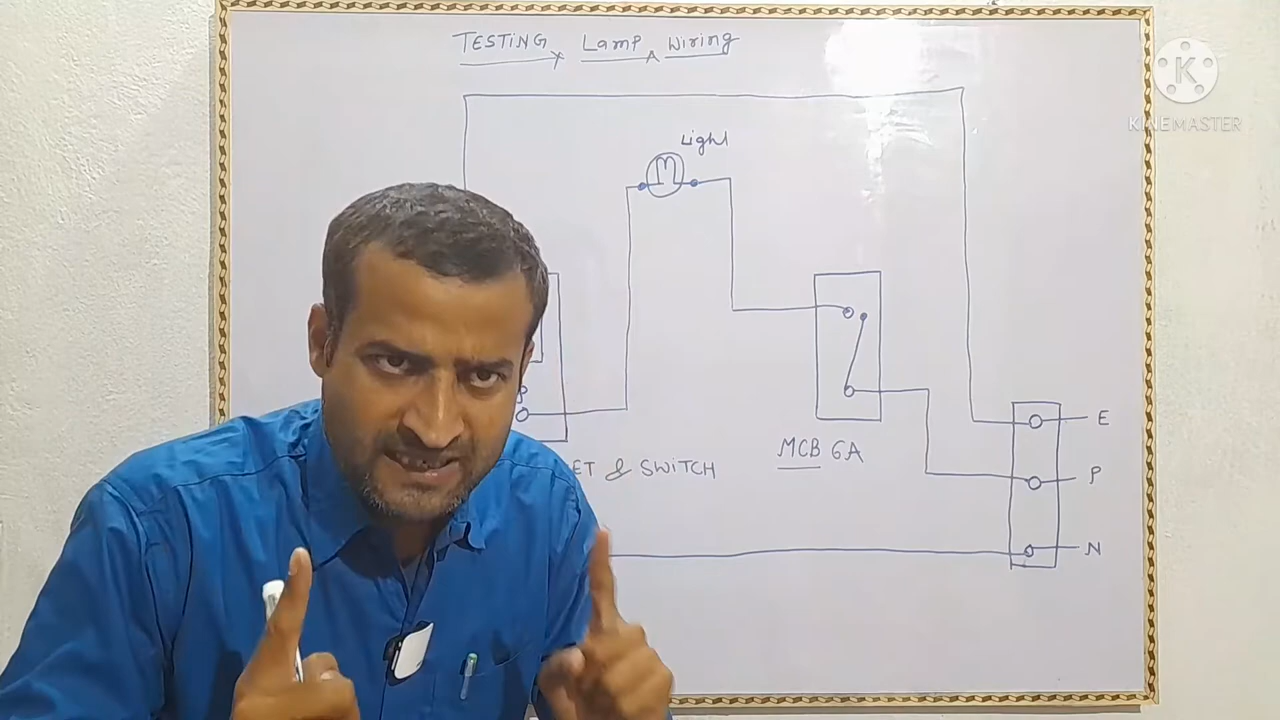 TESTING Lamp Wiring
Light
K
KINEMASTER
E
P
MCB 6A
ET & SWITCH
N